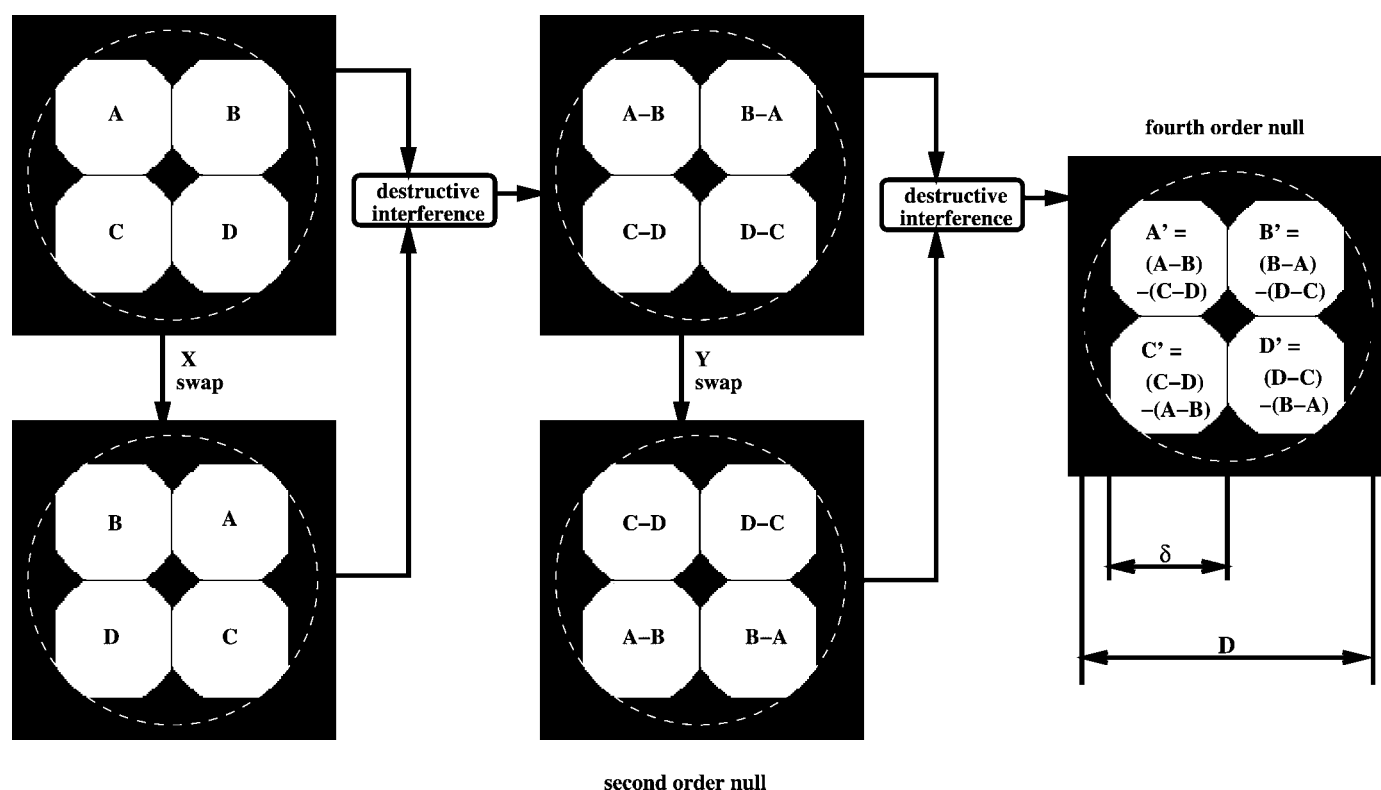 A B
C D
X
swap
B A
D C
destructive
interference
A−B B−A
C−D D−C
Y
swap
C−D D−C
A−B B−A
second order null
destructive
interference
fourth order null
A’ = B’ =
(A−B) (B−A)
−(C−D) −(D−C)
C’ = D’ =
(C−D) (D−C)
−(A−B) −(B−A)
δ
D